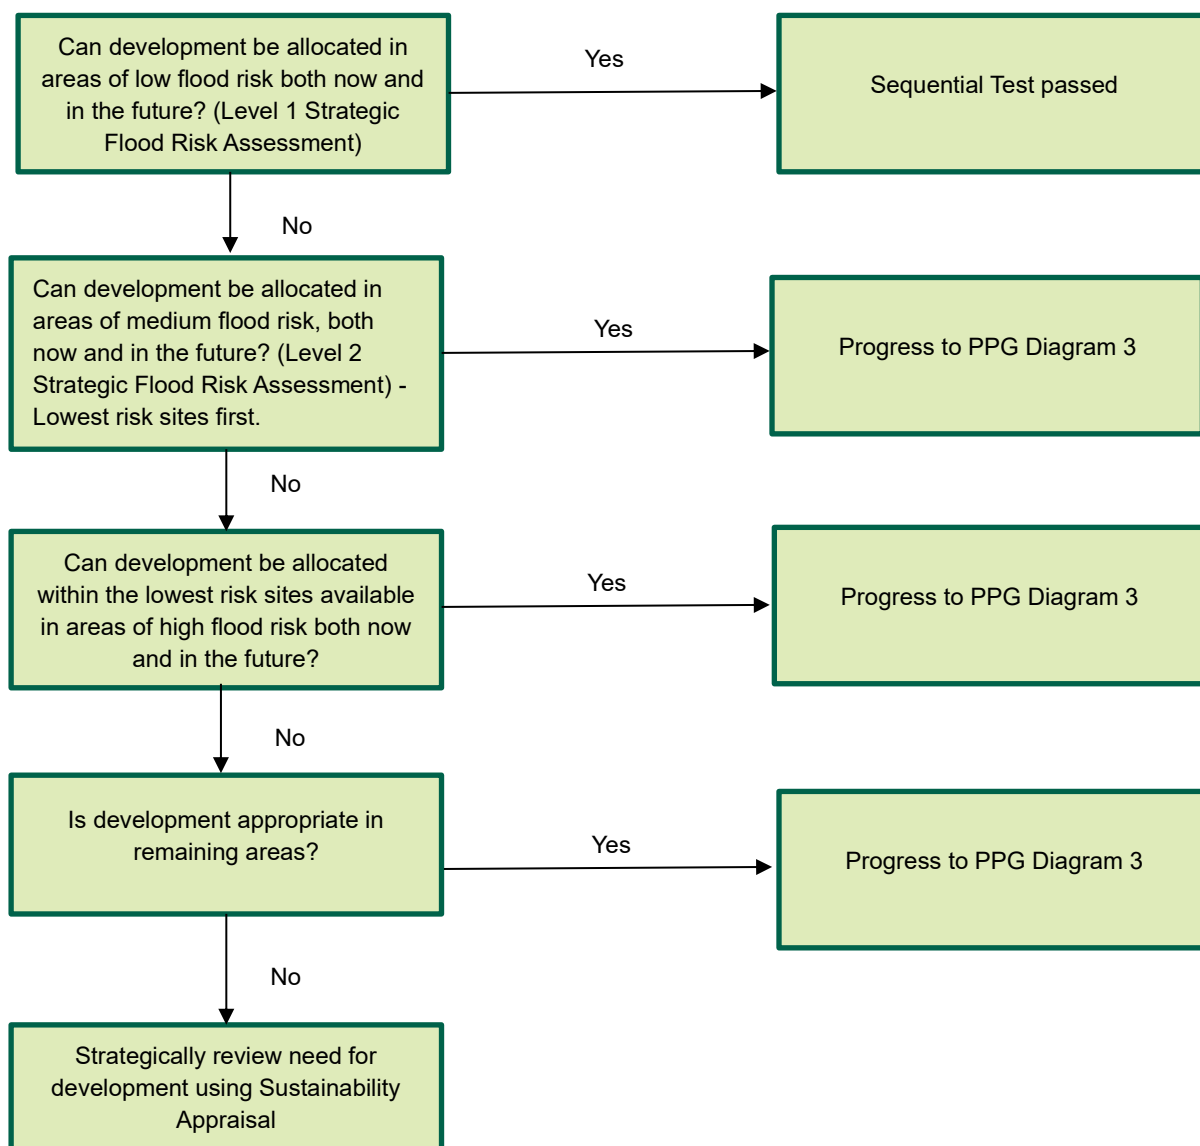 Can development be allocated in
areas of low flood risk both now and
in the future? (Level 1 Strategic
Flood Risk Assessment)
Yes
Sequential Test passed
No
Can development be allocated in
areas of medium flood risk, both
now and in the future? (Level 2
Strategic Flood Risk Assessment) -
Lowest risk sites first.
Yes
Progress to PPG Diagram 3
No
Can development be allocated
within the lowest risk sites available
in areas of high flood risk both now
and in the future?
Yes
Progress to PPG Diagram 3
No
Is development appropriate in
remaining areas?
Yes
Progress to PPG Diagram 3
No
Strategically review need for
development using Sustainability
Appraisal